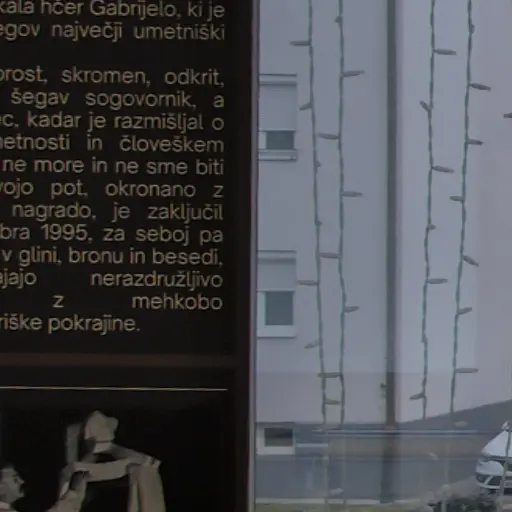 kala hčer Gabrijelo, ki je
egov največji umetniški
prost, skromen, odkrit,
šegav sogovornik, a
ec, kadar je razmišljal o
metnosti in človeškem
ne more in ne sme biti
vojo pot, okronano z
nagrado, je zaključil
bra 1995, za seboj pa
v glini, bronu in besedi,
ajajo nerazdružljivo
z mehkobo
riške pokrajine.